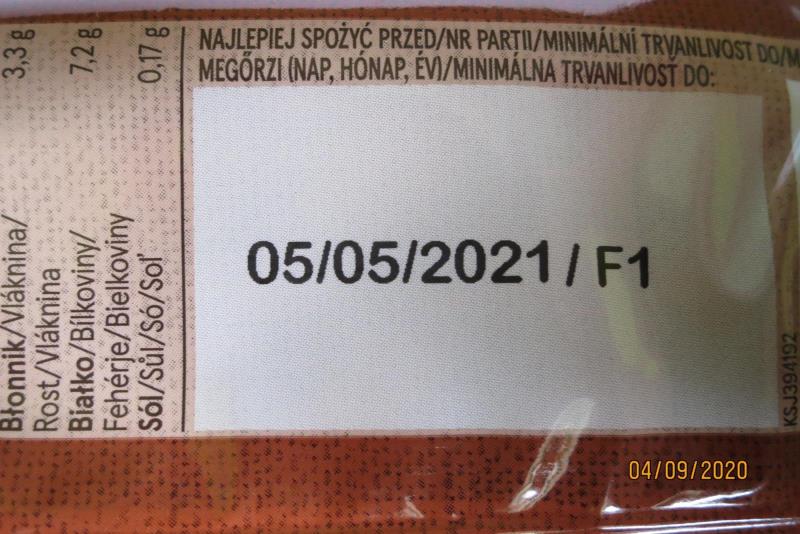 NAJLEPIEJ SPOŻYĆ PRZED/NR PARTII/MINIMÁLNÍ TRVANLIVOST DO/M
MEGŐRZI (NAP, HÓNAP, ÉV)/MINIMÁLNA TRVANLIVOSŤ DO:
05/05/2021 / F1
Błonnik/Vláknina/
Rost/Vláknina 3,3 g
Białko/Bílkoviny/
Fehérje/Bielkoviny 7,2 g
Sól/Sůl/Só/Soľ 0,17 g
KSJ394192
04/09/2020